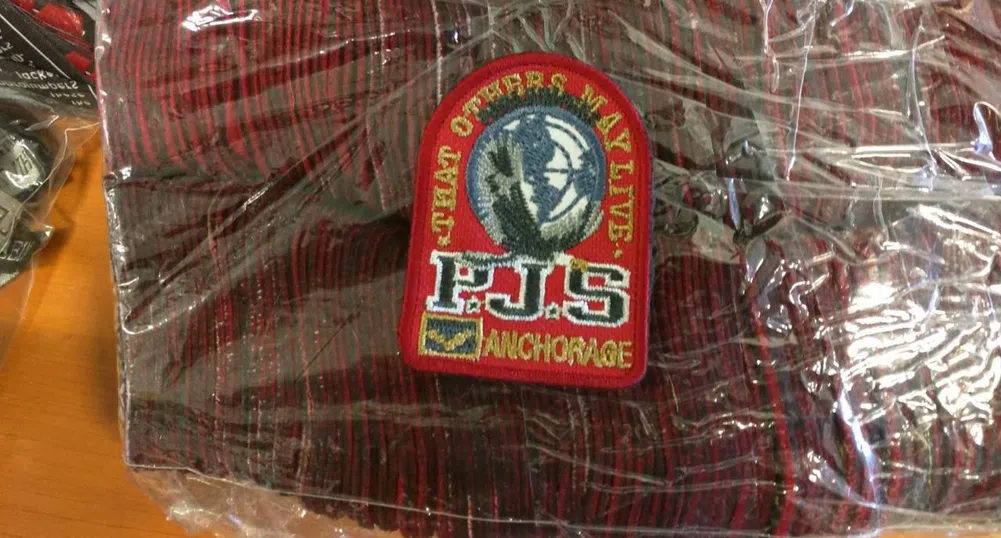 .THAT OTHERS MAY LIVE.
P.J.S
ANCHORAGE